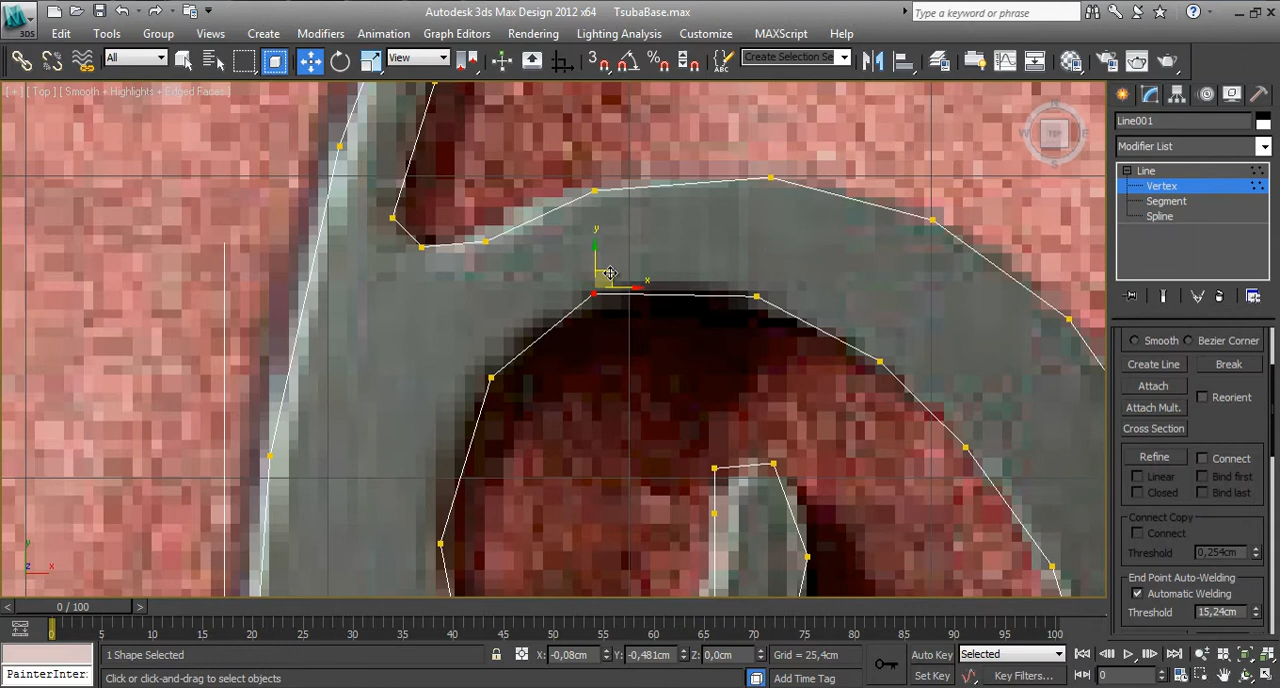 Autodesk 3ds Max Design 2012 x64 TsubaBase.max
Type a keyword or phrase
3DS
Edit Tools Group Views Create Modifiers Animation Graph Editors Rendering Lighting Analysis Customize MAXScript Help
All View 3 Create Selection Se
[ + ] [ Top ] [ Smooth + Highlights + Edged Faces ]
TOP
W E S
Line001
Modifier List
Line
Vertex
Segment
Spline
y
x
Smooth Bezier Corner
Create Line Break
Attach
Reorient
Attach Mult.
Cross Section
Refine Connect
Linear Bind first
Closed Bind last
Connect Copy
Connect
Threshold 0,254cm
End Point Auto-Welding
Automatic Welding
Threshold 15,24cm
y
z x
0 / 100
0 5 10 15 20 25 30 35 40 45 50 55 60 65 70 75 80 85 90 95 100
1 Shape Selected X: -0,08cm Y: -0,481cm Z: 0,0cm Grid = 25,4cm Auto Key Selected
PainterInter: Click or click-and-drag to select objects Add Time Tag Set Key Key Filters... 0